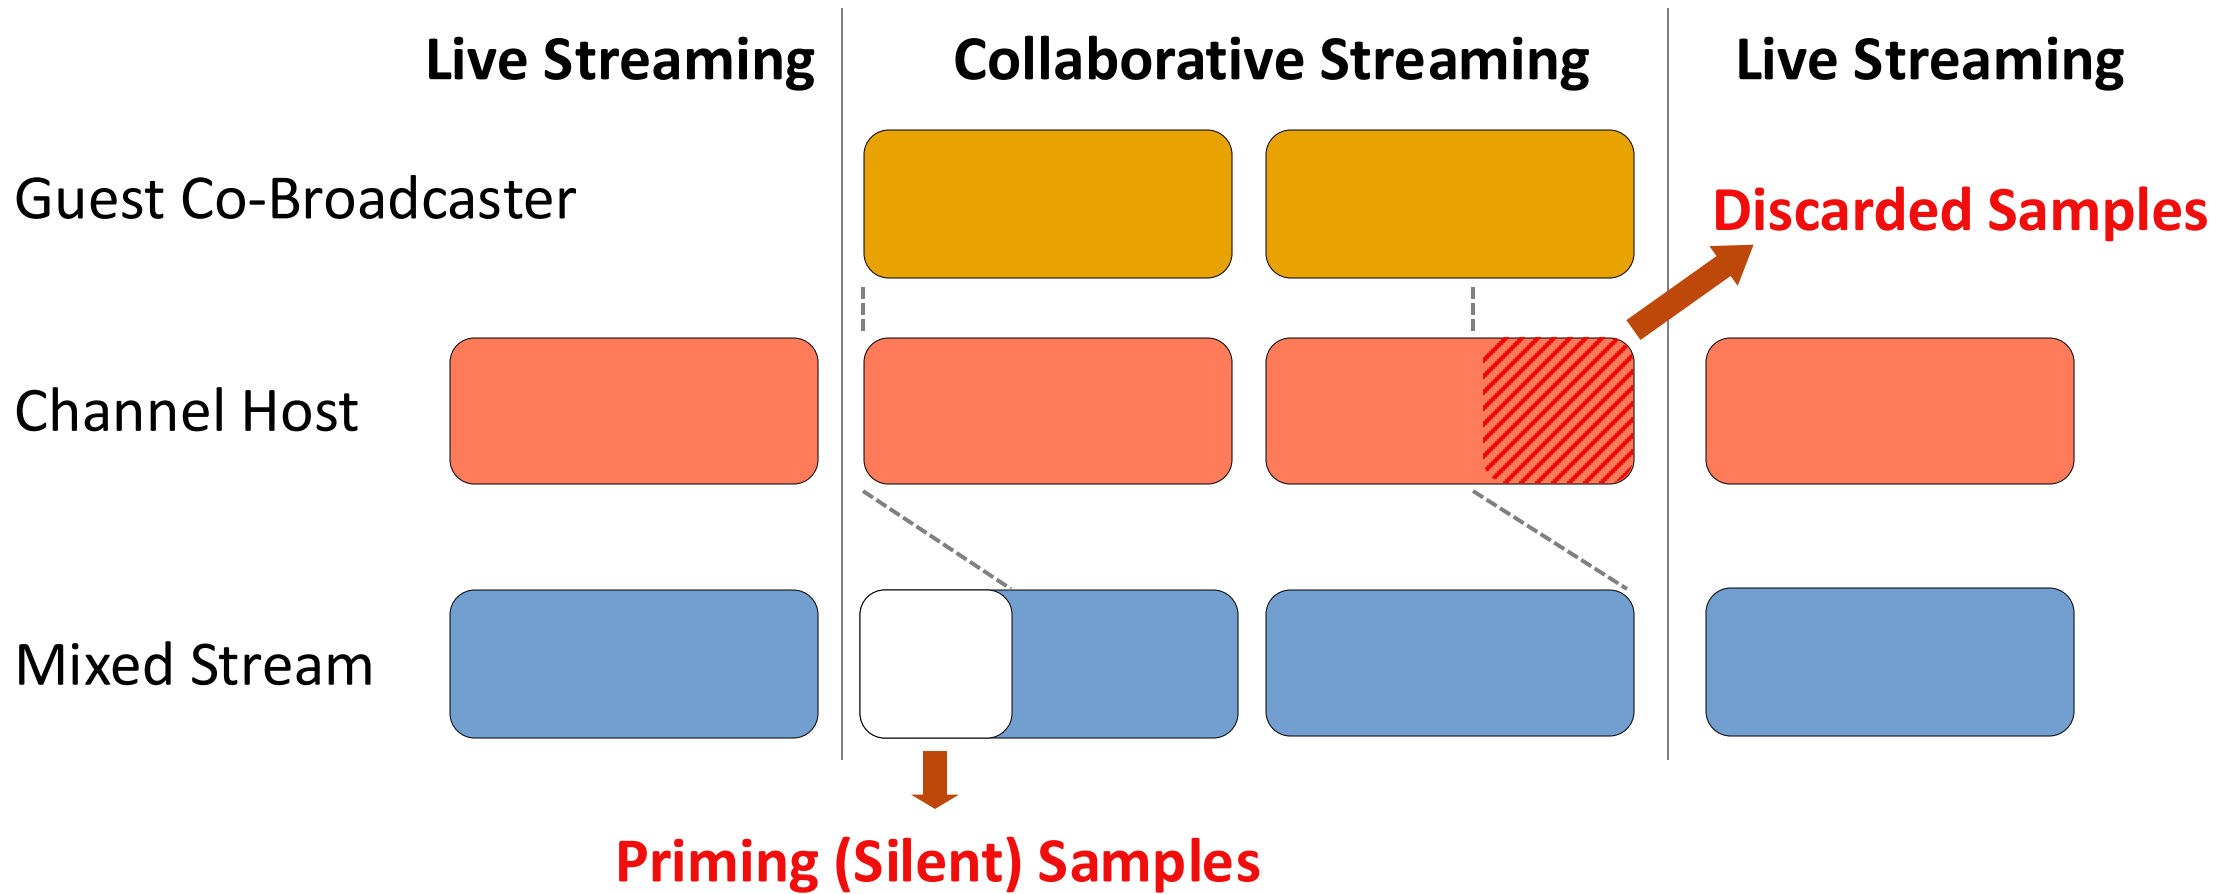 Live Streaming
Collaborative Streaming
Live Streaming
Guest Co-Broadcaster
Discarded Samples
Channel Host
Mixed Stream
Priming (Silent) Samples